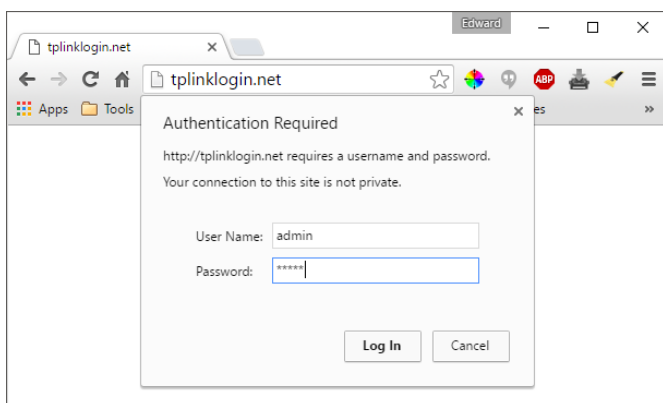 Edward
tplinklogin.net
tplinklogin.net
ABP
Apps Tools es
Authentication Required
http://tplinklogin.net requires a username and password.
Your connection to this site is not private.
User Name: admin
Password: *****
Log In Cancel